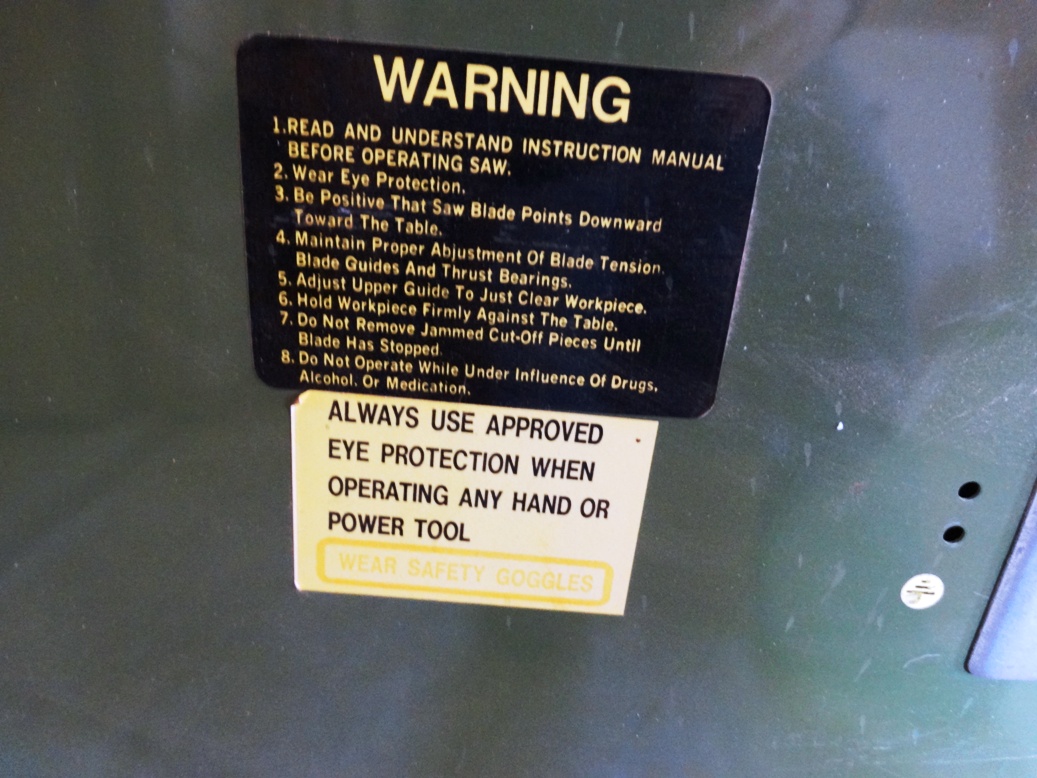 WARNING
1.READ AND UNDERSTAND INSTRUCTION MANUAL
BEFORE OPERATING SAW.
2. Wear Eye Protection.
3. Be Positive That Saw Blade Points Downward
Toward The Table.
4. Maintain Proper Adjustment Of Blade Tension.
Blade Guides And Thrust Bearings.
5. Adjust Upper Guide To Just Clear Workpiece.
6. Hold Workpiece Firmly Against The Table.
7. Do Not Remove Jammed Cut-Off Pieces Until
Blade Has Stopped.
8. Do Not Operate While Under Influence Of Drugs,
Alcohol. Or Medication.
ALWAYS USE APPROVED
EYE PROTECTION WHEN
OPERATING ANY HAND OR
POWER TOOL
WEAR SAFETY GOGGLES